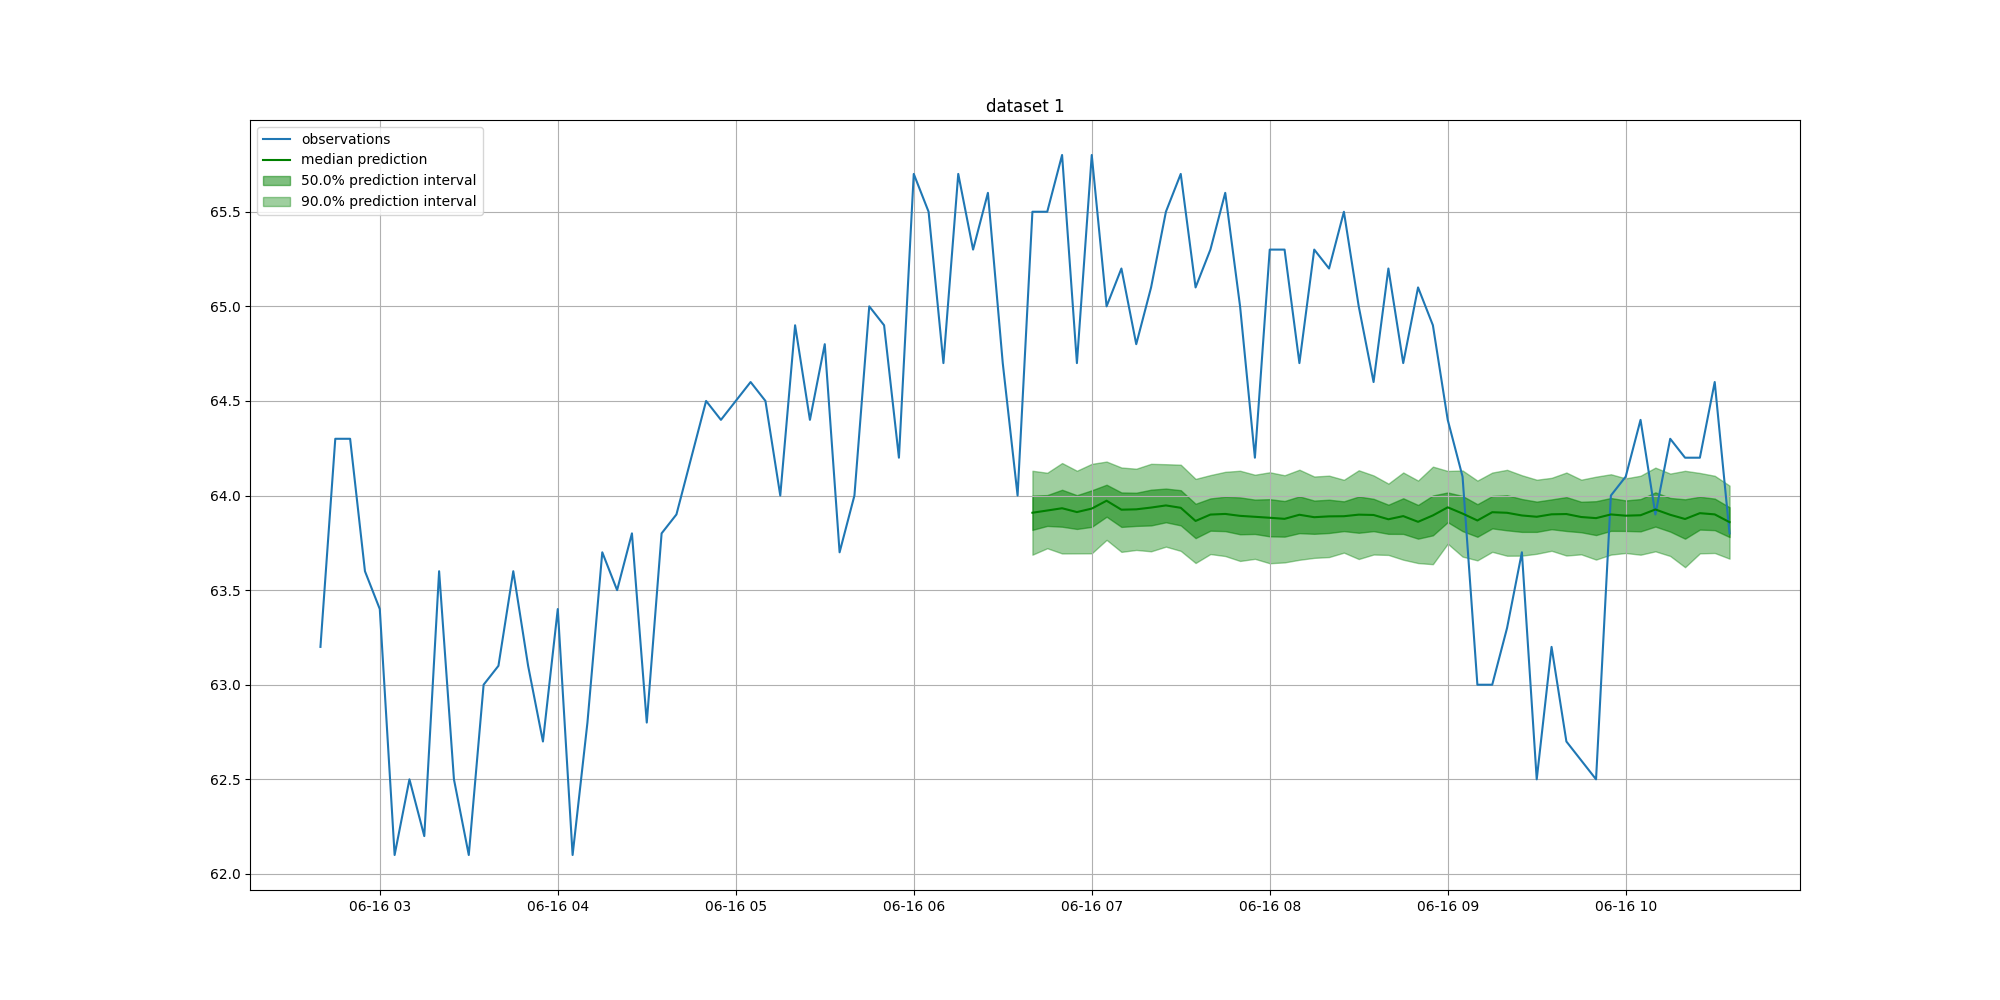 dataset 1
observations
median prediction
50.0% prediction interval
90.0% prediction interval
65.5
65.0
64.5
64.0
63.5
63.0
62.5
62.0
06-16 03 06-16 04 06-16 05 06-16 06 06-16 07 06-16 08 06-16 09 06-16 10